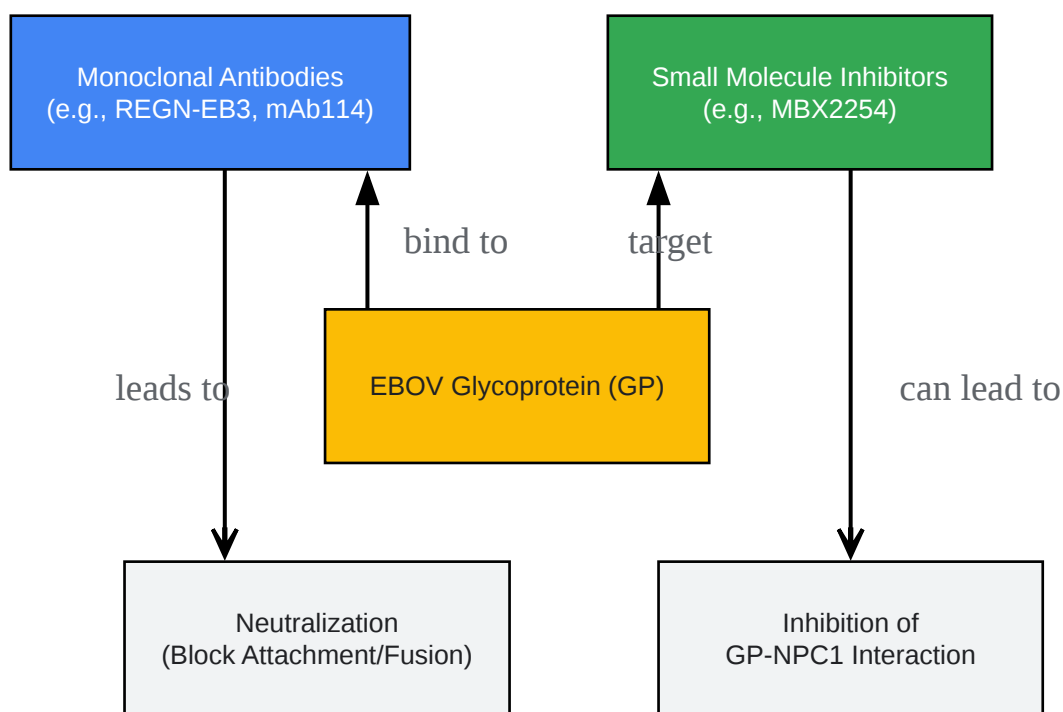 Monoclonal Antibodies
(e.g., REGN-EB3, mAb114)
Small Molecule Inhibitors
(e.g., MBX2254)
bind to
target
EBOV Glycoprotein (GP)
leads to
can lead to
Neutralization
(Block Attachment/Fusion)
Inhibition of
GP-NPC1 Interaction